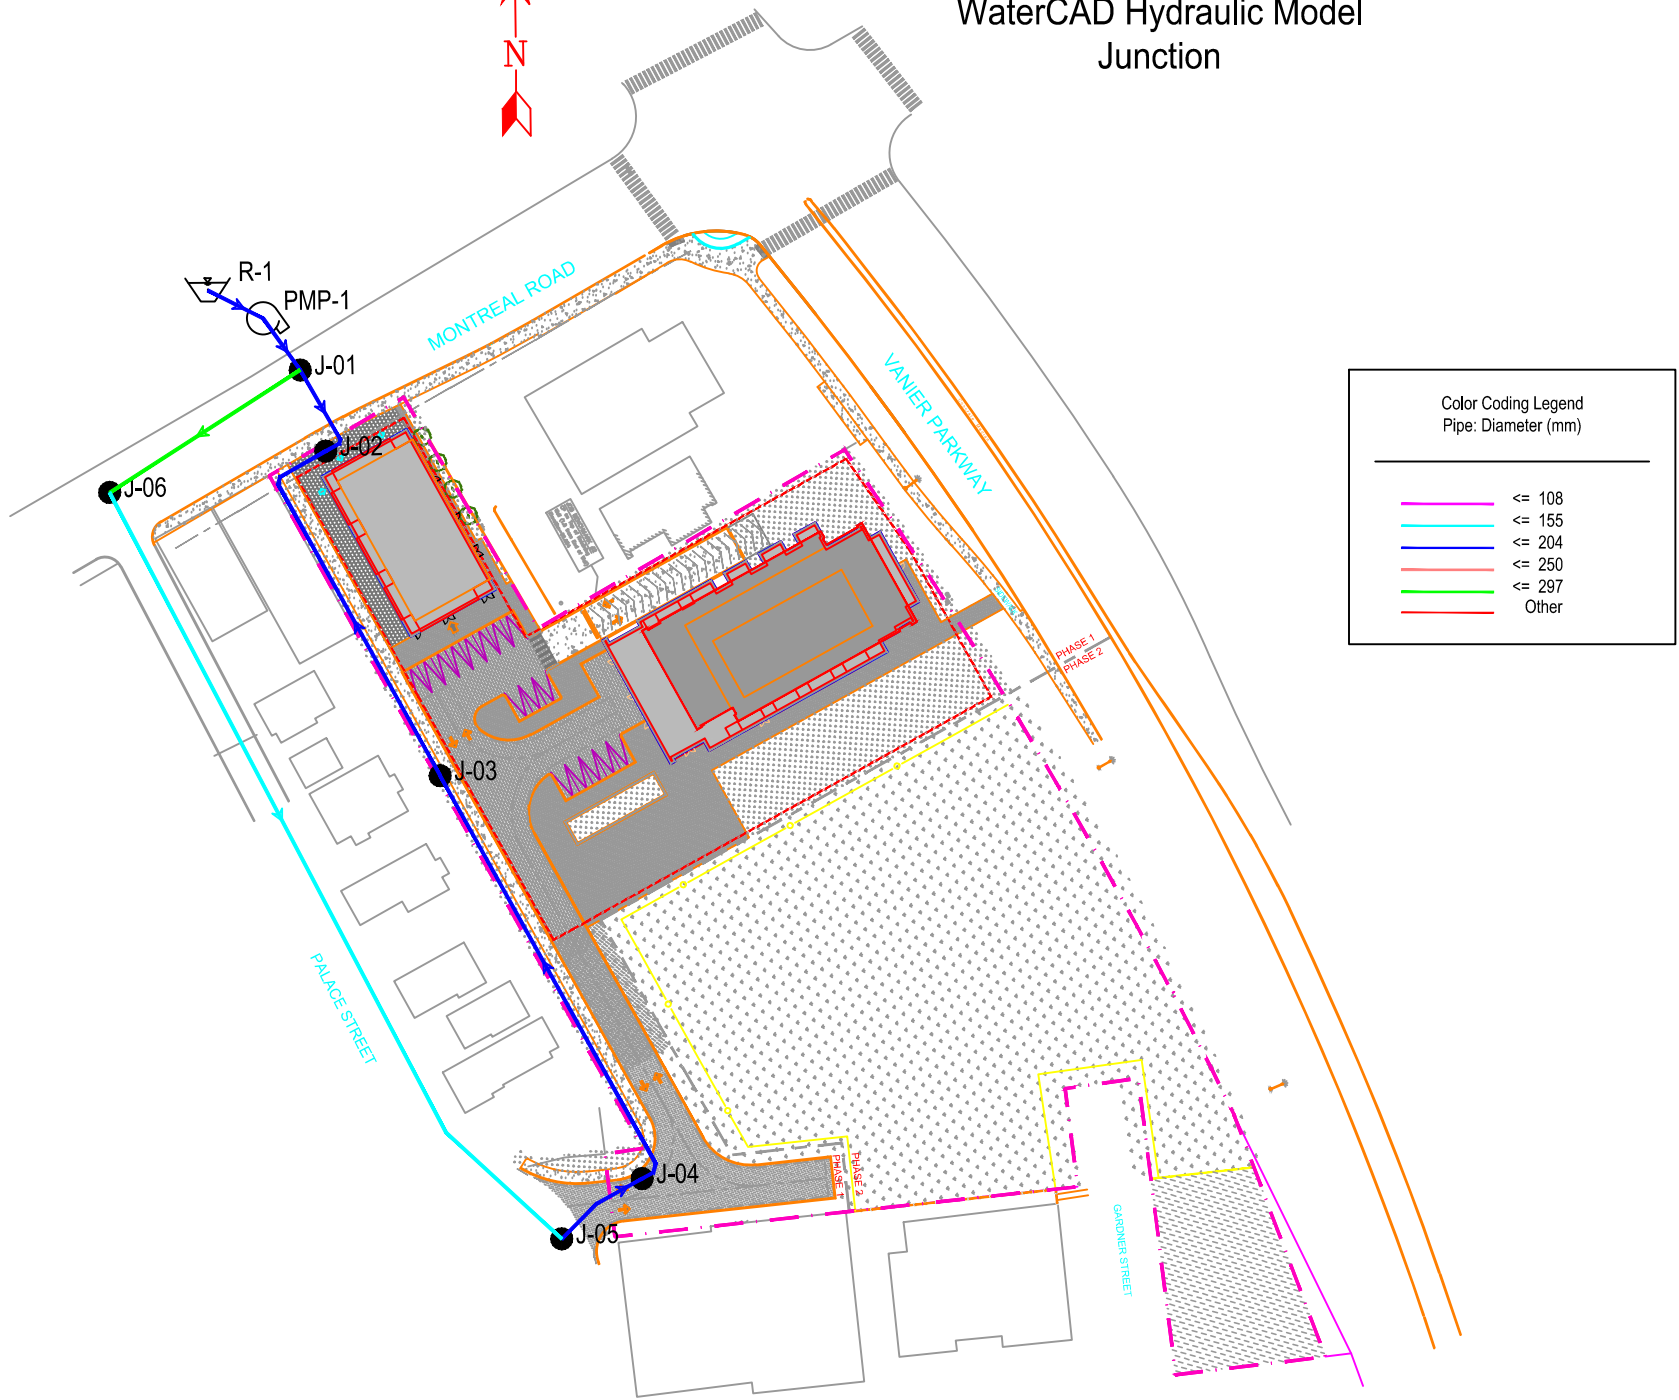 WaterCAD Hydraulic Model
Junction
N
R-1
PMP-1
MONTREAL ROAD
J-01
VANIER PARKWAY
Color Coding Legend
Pipe: Diameter (mm)
<= 108
<= 155
<= 204
<= 250
<= 297
Other
J-02
J-06
PHASE 1
PHASE 2
J-03
PALACE STREET
J-04
PHASE 1
PHASE 2
J-05
GARDNER STREET